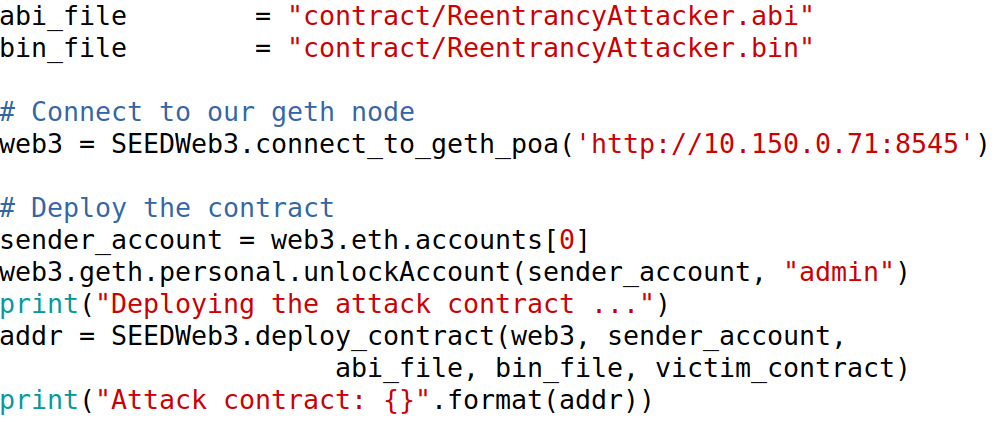 abi_file        = "contract/ReentrancyAttacker.abi"
bin_file        = "contract/ReentrancyAttacker.bin"
# Connect to our geth node
web3 = SEEDWeb3.connect_to_geth_poa('http://10.150.0.71:8545')
# Deploy the contract
sender_account = web3.eth.accounts[0]
web3.geth.personal.unlockAccount(sender_account, "admin")
print("Deploying the attack contract ...")
addr = SEEDWeb3.deploy_contract(web3, sender_account,
                     abi_file, bin_file, victim_contract)
print("Attack contract: {}".format(addr))